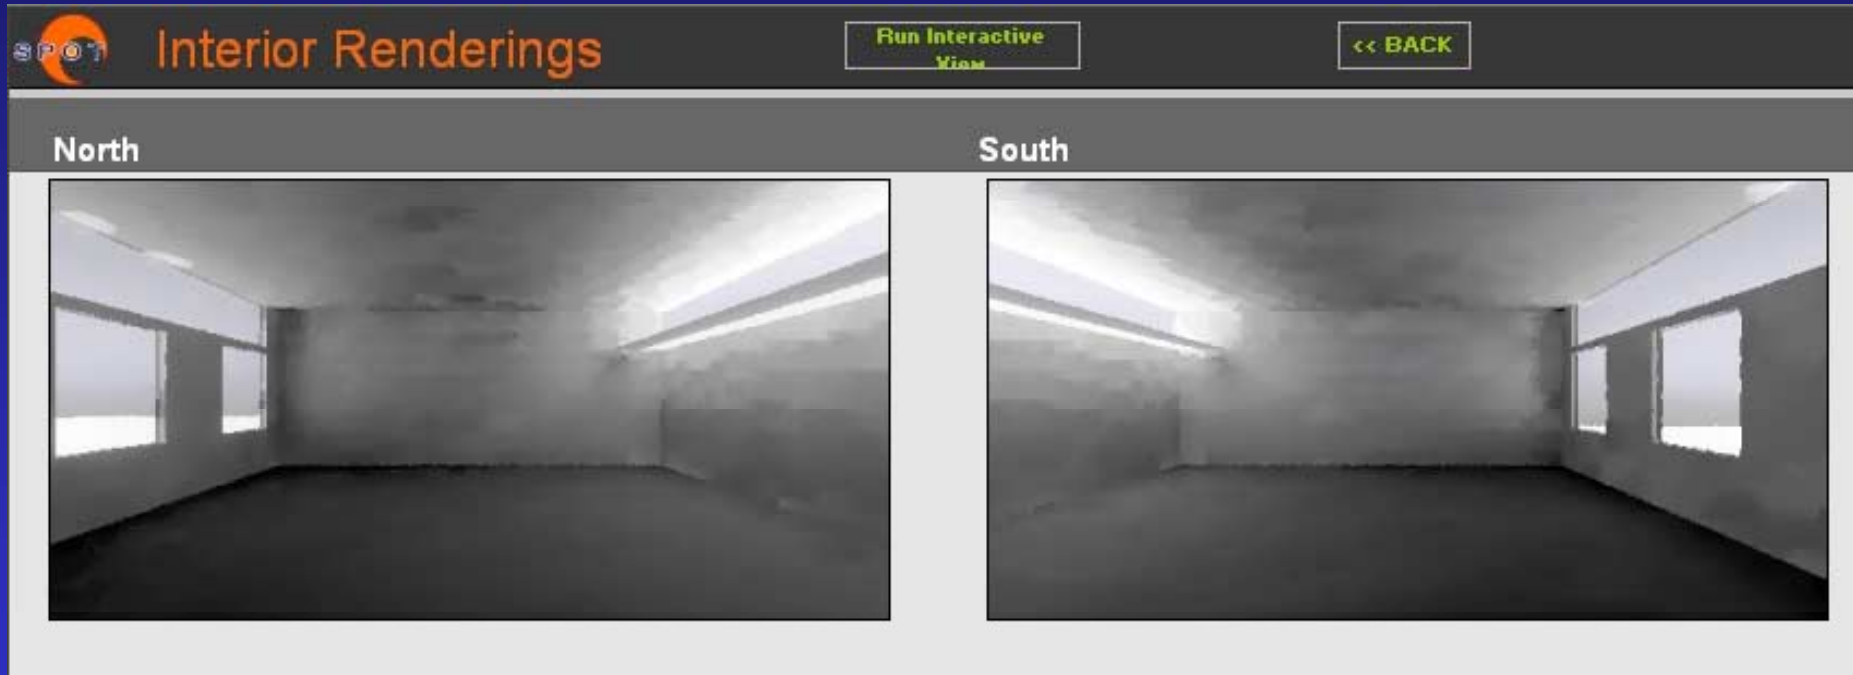 SPOT
Interior Renderings
Run Interactive
View
<< BACK
North
South